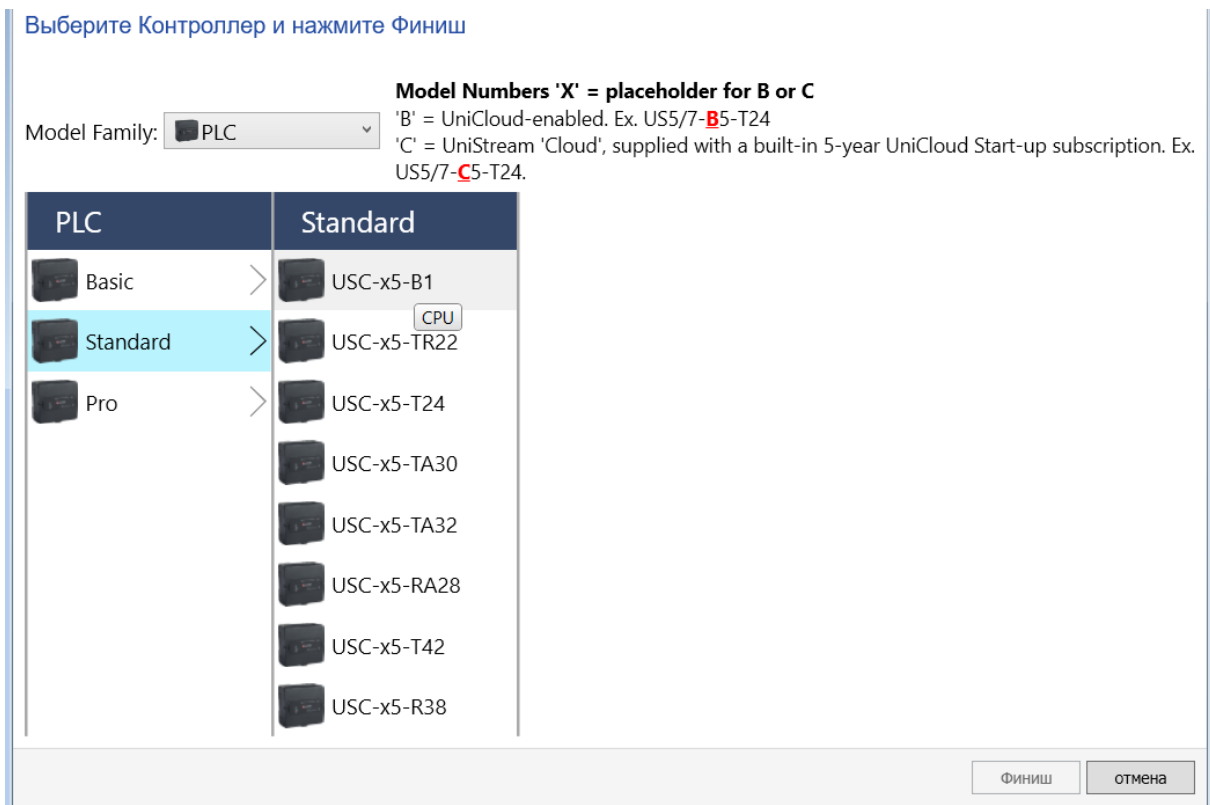 Выберите Контроллер и нажмите Финиш
Model Numbers 'X' = placeholder for B or C
Model Family: PLC
'B' = UniCloud-enabled. Ex. US5/7-B5-T24
'C' = UniStream 'Cloud', supplied with a built-in 5-year UniCloud Start-up subscription. Ex.
US5/7-C5-T24.
PLC
Standard
Basic
Standard
Pro
USC-x5-B1
CPU
USC-x5-TR22
USC-x5-T24
USC-x5-TA30
USC-x5-TA32
USC-x5-RA28
USC-x5-T42
USC-x5-R38
Финиш
отмена